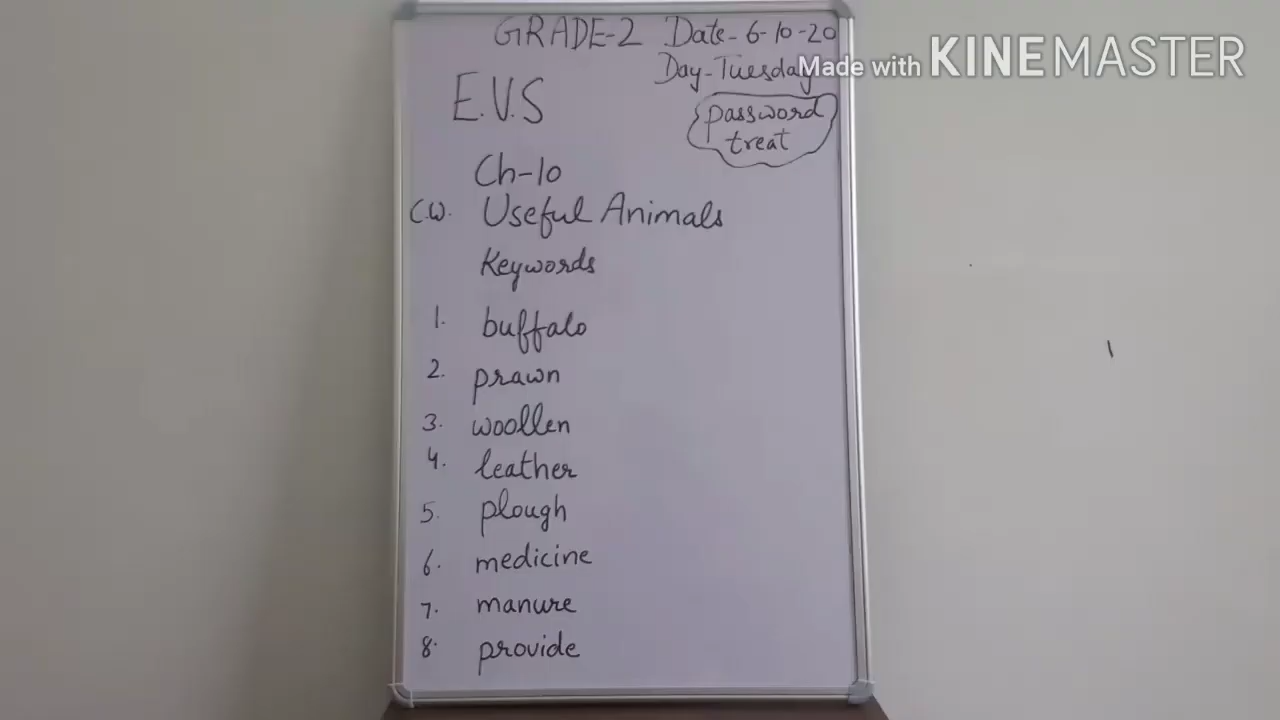 GRADE-2 Date- 6-10-20
Day-Tuesday
Made with KINEMASTER
E.V.S
password
treat
Ch-10
C.W. Useful Animals
Keywords
1. buffalo
2. prawn
3. woollen
4. leather
5. plough
6. medicine
7. manure
8. provide